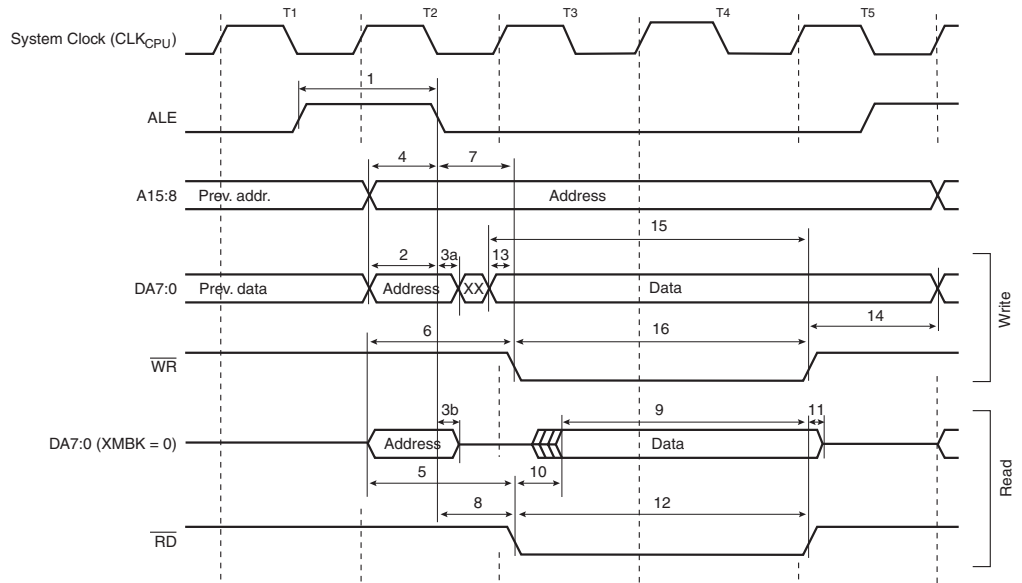 T1 T2 T3 T4 T5
System Clock (CLKCPU)
1
ALE
4 7
A15:8 Prev. addr. Address
15
2 3a 13
DA7:0 Prev. data Address XX Data
14
6 16
WR
Write
3b 9 11
DA7:0 (XMBK = 0) Address Data
5 10
8 12
RD
Read